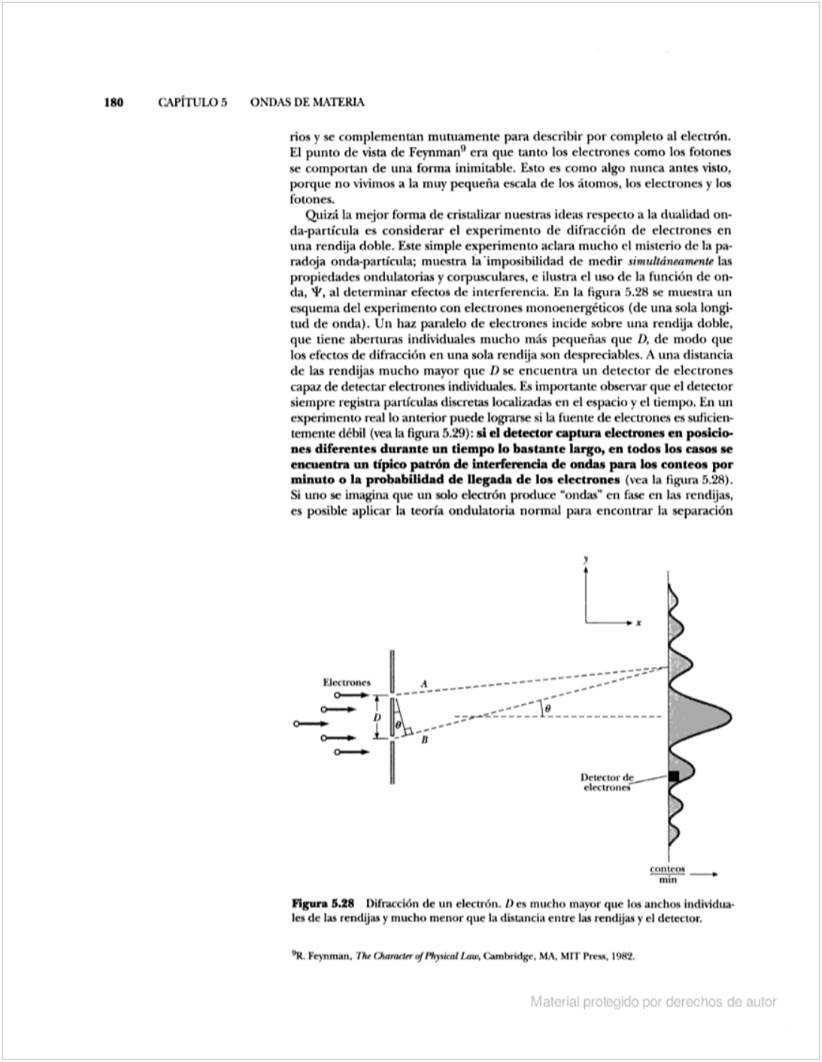 180 CAPÍTULO 5 ONDAS DE MATERIA
rios y se complementan mutuamente para describir por completo al electrón.
El punto de vista de Feynman⁹ era que tanto los electrones como los fotones
se comportan de una forma inimitable. Esto es como algo nunca antes visto,
porque no vivimos a la muy pequeña escala de los átomos, los electrones y los
fotones.
Quizá la mejor forma de cristalizar nuestras ideas respecto a la dualidad on-
da-partícula es considerar el experimento de difracción de electrones en
una rendija doble. Este simple experimento aclara mucho el misterio de la pa-
radoja onda-partícula; muestra la imposibilidad de medir simultáneamente las
propiedades ondulatorias y corpusculares, e ilustra el uso de la función de on-
da, Ψ, al determinar efectos de interferencia. En la figura 5.28 se muestra un
esquema del experimento con electrones monoenergéticos (de una sola longi-
tud de onda). Un haz paralelo de electrones incide sobre una rendija doble,
que tiene aberturas individuales mucho más pequeñas que D, de modo que
los efectos de difracción en una sola rendija son despreciables. A una distancia
de las rendijas mucho mayor que D se encuentra un detector de electrones
capaz de detectar electrones individuales. Es importante observar que el detector
siempre registra partículas discretas localizadas en el espacio y el tiempo. En un
experimento real lo anterior puede lograrse si la fuente de electrones es suficien-
temente débil (vea la figura 5.29): si el detector captura electrones en posicio-
nes diferentes durante un tiempo lo bastante largo, en todos los casos se
encuentra un típico patrón de interferencia de ondas para los conteos por
minuto o la probabilidad de llegada de los electrones (vea la figura 5.28).
Si uno se imagina que un solo electrón produce "ondas" en fase en las rendijas,
es posible aplicar la teoría ondulatoria normal para encontrar la separación
y
x
Electrones
A
D
θ
θ
B
Detector de
electrones
conteos
min
Figura 5.28 Difracción de un electrón. D es mucho mayor que los anchos individua-
les de las rendijas y mucho menor que la distancia entre las rendijas y el detector.
⁹R. Feynman, The Character of Physical Law, Cambridge, MA, MIT Press, 1982.
Material protegido por derechos de autor